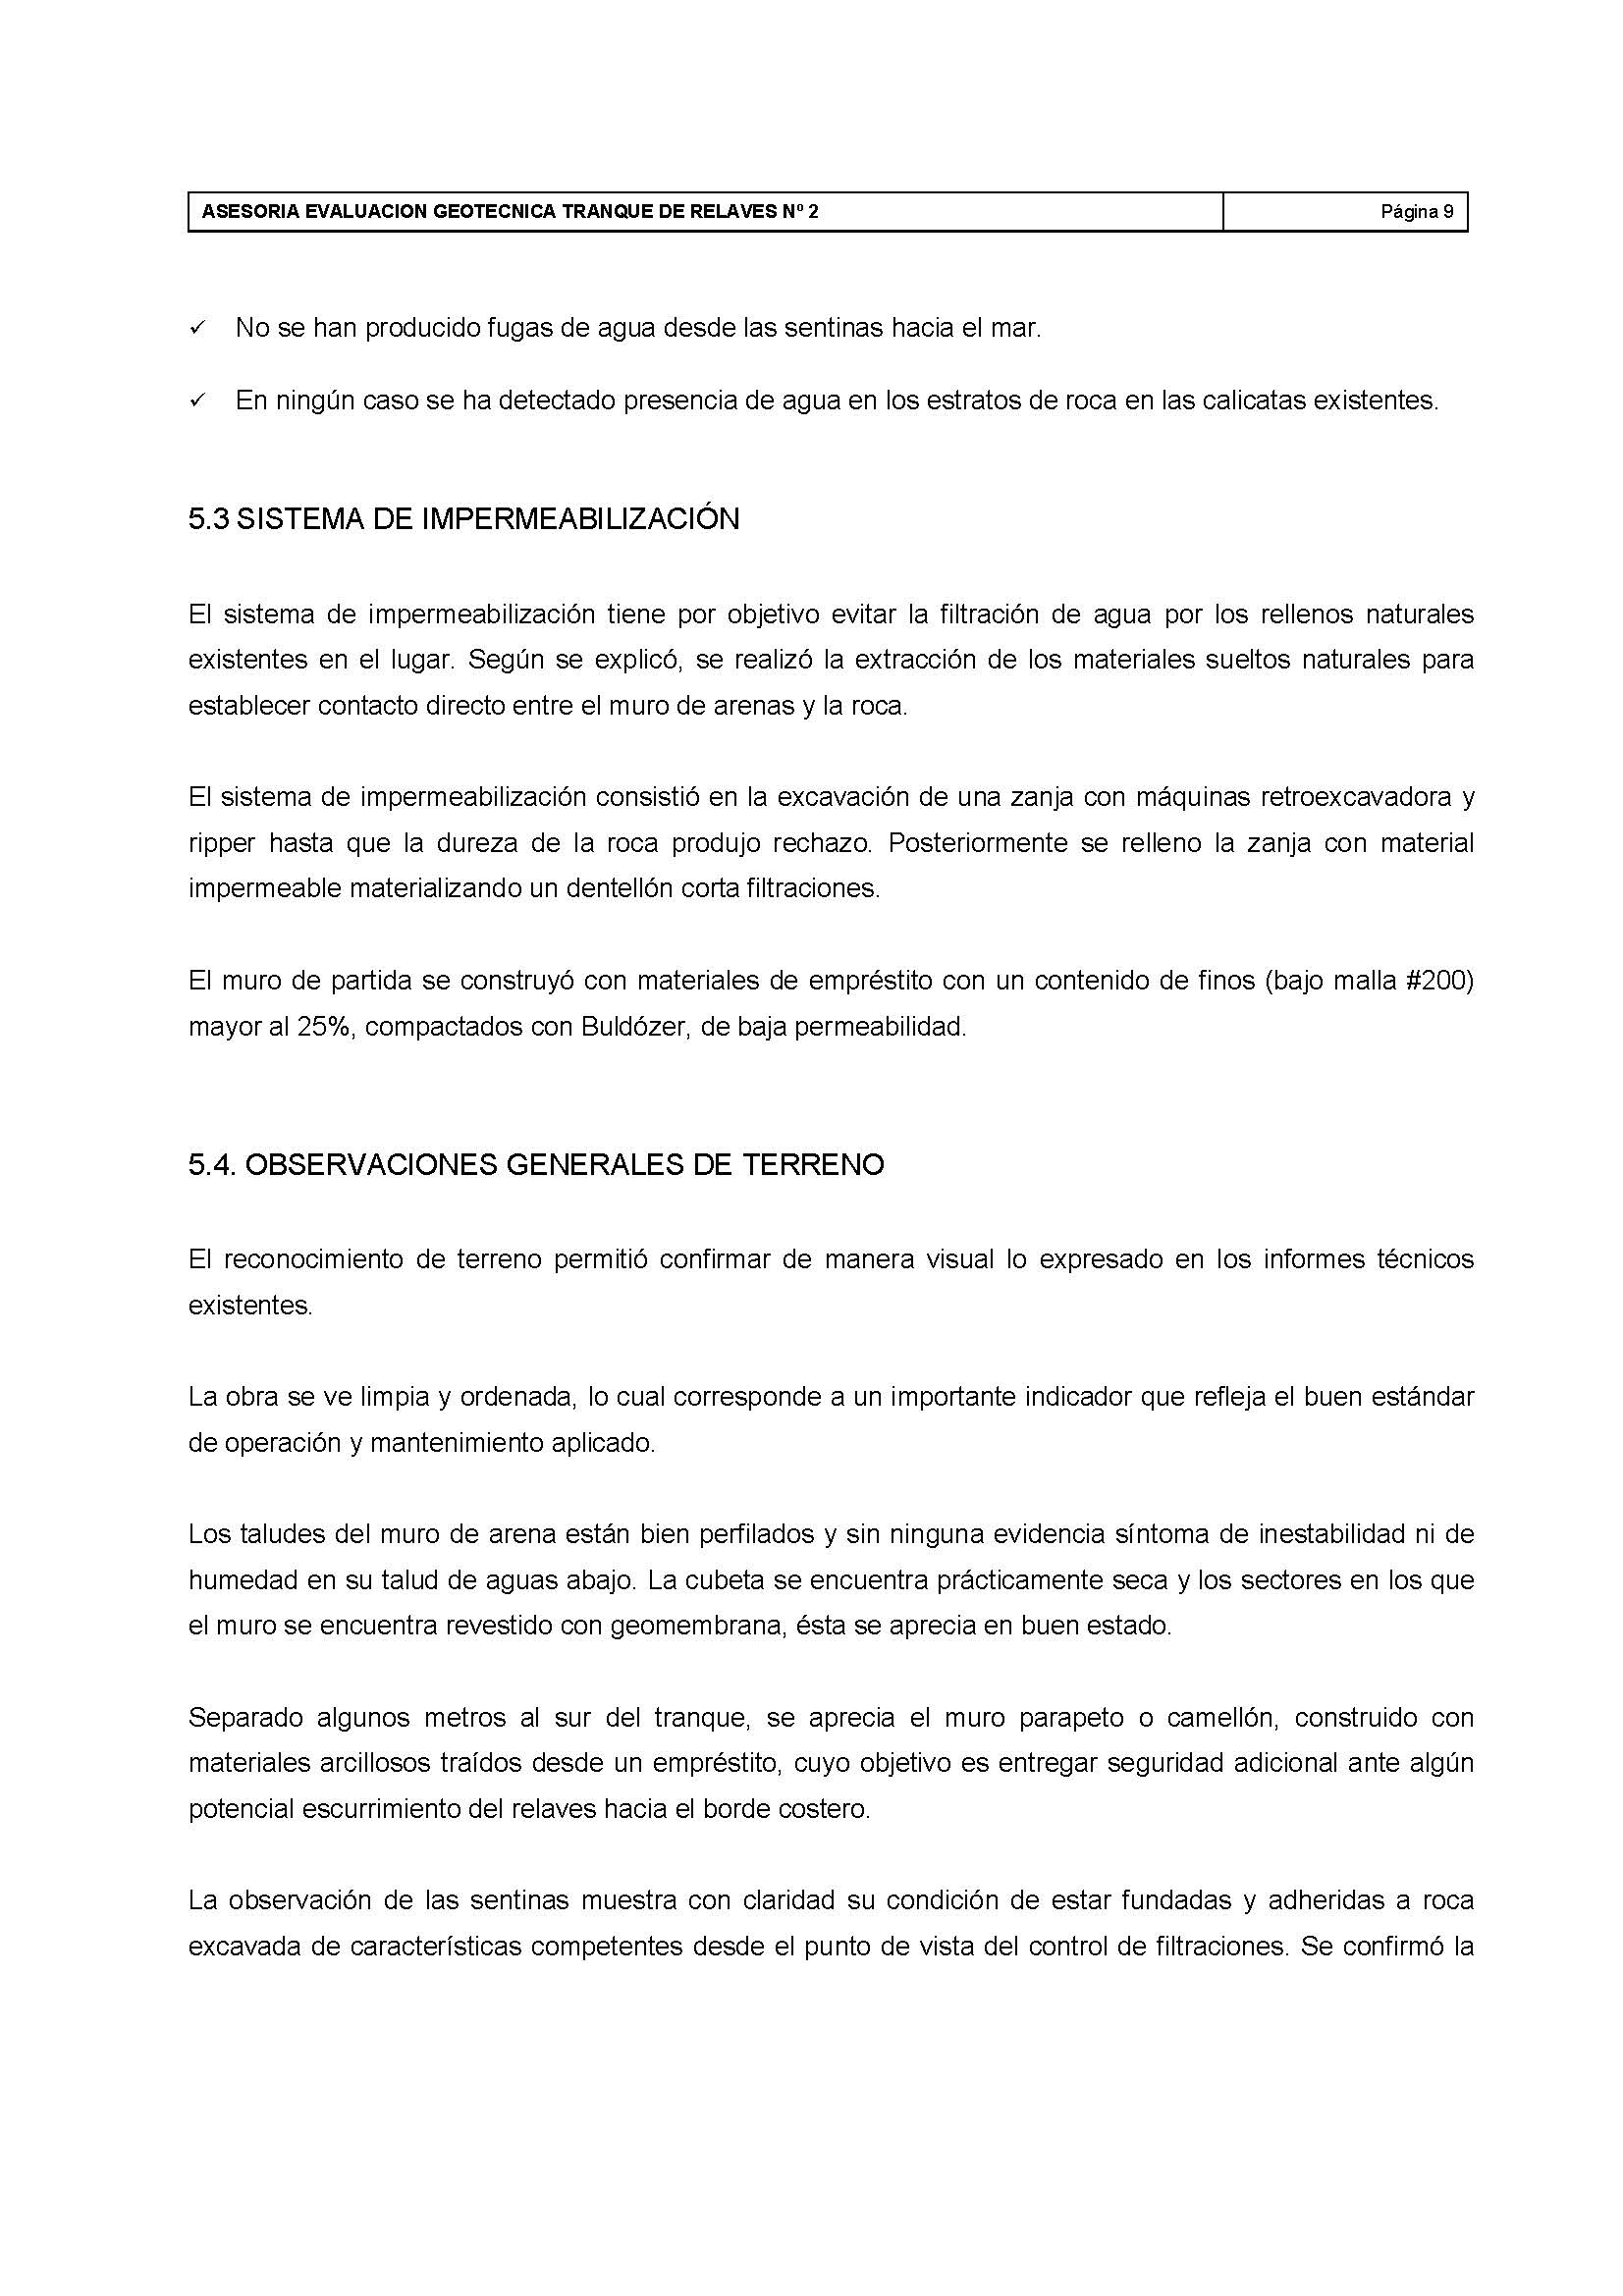 ASESORIA EVALUACION GEOTECNICA TRANQUE DE RELAVES Nº 2
Página 9
✓ No se han producido fugas de agua desde las sentinas hacia el mar.
✓ En ningún caso se ha detectado presencia de agua en los estratos de roca en las calicatas existentes.
5.3 SISTEMA DE IMPERMEABILIZACIÓN
El sistema de impermeabilización tiene por objetivo evitar la filtración de agua por los rellenos naturales
existentes en el lugar. Según se explicó, se realizó la extracción de los materiales sueltos naturales para
establecer contacto directo entre el muro de arenas y la roca.
El sistema de impermeabilización consistió en la excavación de una zanja con máquinas retroexcavadora y
ripper hasta que la dureza de la roca produjo rechazo. Posteriormente se relleno la zanja con material
impermeable materializando un dentellón corta filtraciones.
El muro de partida se construyó con materiales de empréstito con un contenido de finos (bajo malla #200)
mayor al 25%, compactados con Buldózer, de baja permeabilidad.
5.4. OBSERVACIONES GENERALES DE TERRENO
El reconocimiento de terreno permitió confirmar de manera visual lo expresado en los informes técnicos
existentes.
La obra se ve limpia y ordenada, lo cual corresponde a un importante indicador que refleja el buen estándar
de operación y mantenimiento aplicado.
Los taludes del muro de arena están bien perfilados y sin ninguna evidencia síntoma de inestabilidad ni de
humedad en su talud de aguas abajo. La cubeta se encuentra prácticamente seca y los sectores en los que
el muro se encuentra revestido con geomembrana, ésta se aprecia en buen estado.
Separado algunos metros al sur del tranque, se aprecia el muro parapeto o camellón, construido con
materiales arcillosos traídos desde un empréstito, cuyo objetivo es entregar seguridad adicional ante algún
potencial escurrimiento del relaves hacia el borde costero.
La observación de las sentinas muestra con claridad su condición de estar fundadas y adheridas a roca
excavada de características competentes desde el punto de vista del control de filtraciones. Se confirmó la